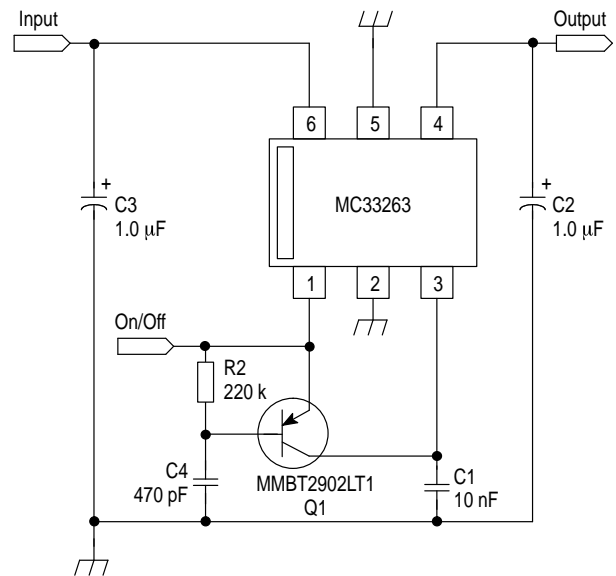 Input
Output
6
5
4
MC33263
C3
1.0 μF
+
C2
1.0 μF
+
1
2
3
On/Off
R2
220 k
C4
470 pF
MMBT2902LT1
Q1
C1
10 nF